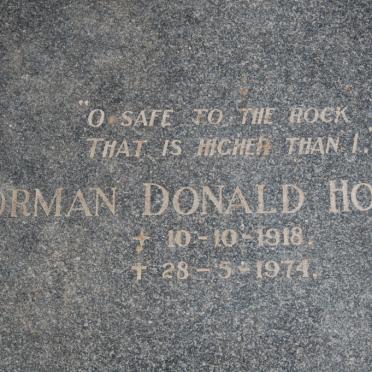 "O SAFE TO THE ROCK
THAT IS HIGHER THAN I."
ORMAN DONALD HO
10-10-1918.
28-5-1974.